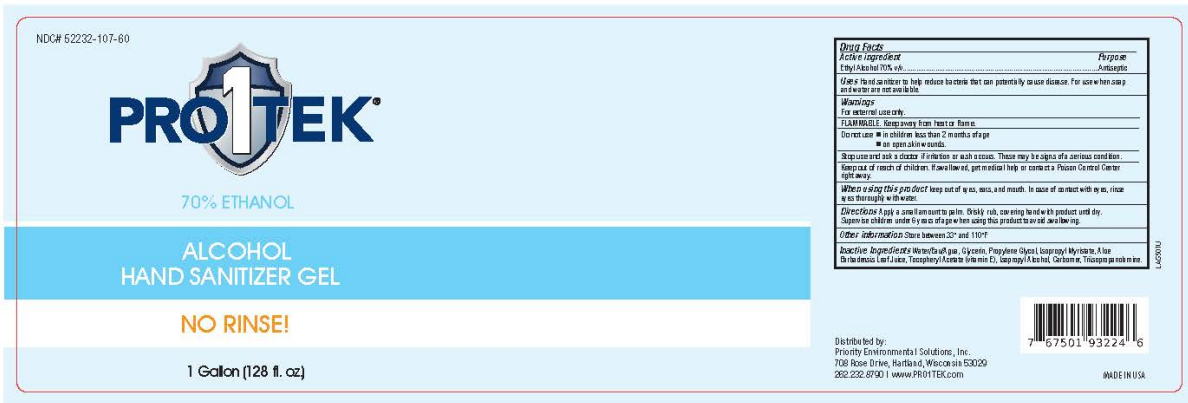 NDC# 52232-107-60
PRO1TEK®
70% ETHANOL
ALCOHOL
HAND SANITIZER GEL
NO RINSE!
1 Gallon (128 fl. oz)
Drug Facts
Active ingredient Purpose
Ethyl Alcohol 70% v/v.......................................................Antiseptic
Uses Hand sanitizer to help reduce bacteria that can potentially cause disease. For use when soap
and water are not available.
Warnings
For external use only.
FLAMMABLE. Keep away from heat or flame.
Do not use ■ in children less than 2 months of age
■ on open skin wounds.
Stop use and ask a doctor if irritation or rash occurs. These may be signs of a serious condition.
Keep out of reach of children. If swallowed, get medical help or contact a Poison Control Center
right away.
When using this product keep out of eyes, ears, and mouth. In case of contact with eyes, rinse
eyes thoroughly with water.
Directions Apply a small amount to palm. Briskly rub, covering hand with product until dry.
Supervise children under 6 years of age when using this product to avoid swallowing.
Other information Store between 33° and 110°F
Inactive Ingredients Water/Eau/Aqua, Glycerin, Propylene Glycol, Isopropyl Myristate, Aloe
Barbadensis Leaf Juice, Tocopheryl Acetate (vitamin E), Isopropyl Alcohol, Carbomer, Triisopropanolamine.
LAG301U
Distributed by:
Priority Environmental Solutions, Inc.
708 Rose Drive, Hartland, Wisconsin 53029
262.232.8790 | www.PRO1TEK.com
7 67501 93224 6
MADE IN USA